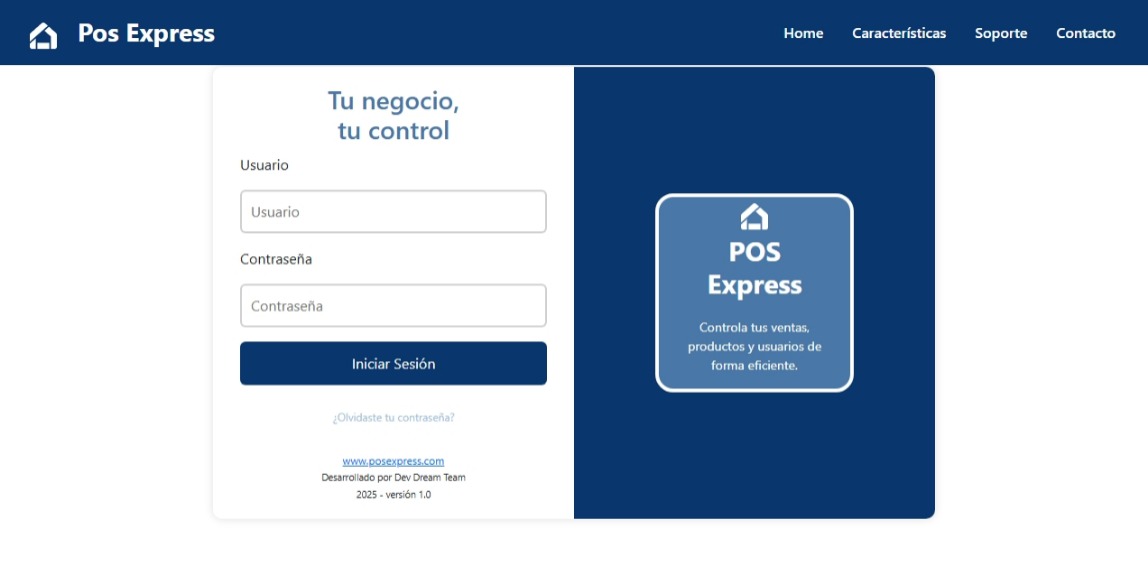 Pos Express
Home Características Soporte Contacto
Tu negocio,
tu control
Usuario
Usuario
Contraseña
Contraseña
Iniciar Sesión
¿Olvidaste tu contraseña?
www.posexpress.com
Desarrollado por Dev Dream Team
2025 - versión 1.0
POS
Express
Controla tus ventas,
productos y usuarios de
forma eficiente.